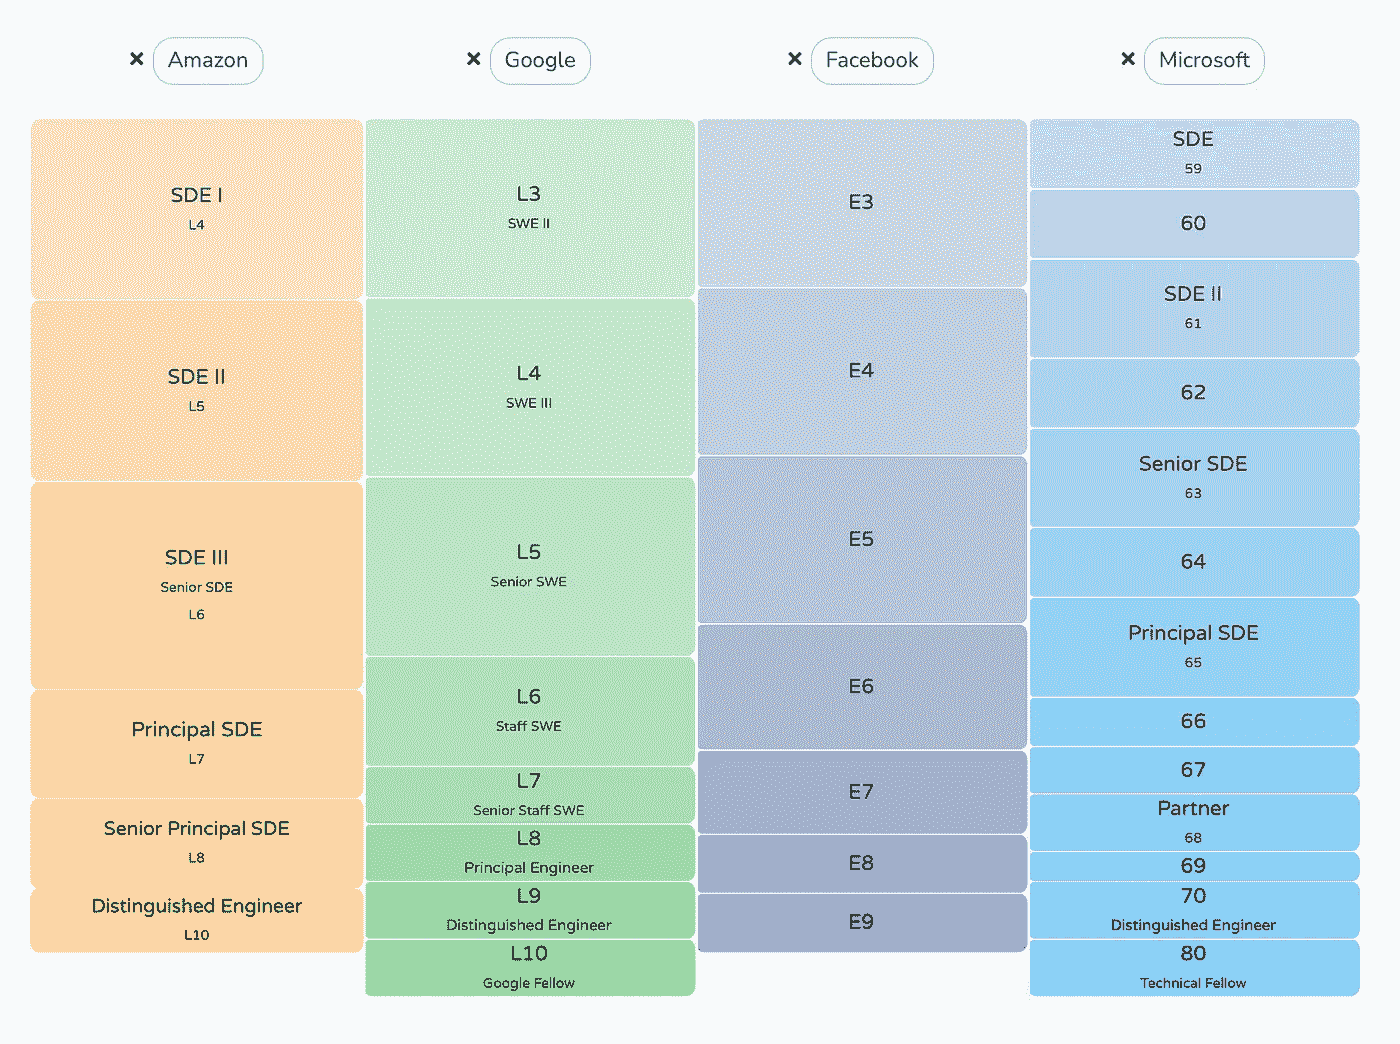 × Amazon
× Google
× Facebook
× Microsoft
SDE I
L4
SDE II
L5
SDE III
Senior SDE
L6
Principal SDE
L7
Senior Principal SDE
L8
Distinguished Engineer
L10
L3
SWE II
L4
SWE III
L5
Senior SWE
L6
Staff SWE
L7
Senior Staff SWE
L8
Principal Engineer
L9
Distinguished Engineer
L10
Google Fellow
E3
E4
E5
E6
E7
E8
E9
SDE
59
60
SDE II
61
62
Senior SDE
63
64
Principal SDE
65
66
67
Partner
68
69
70
Distinguished Engineer
80
Technical Fellow